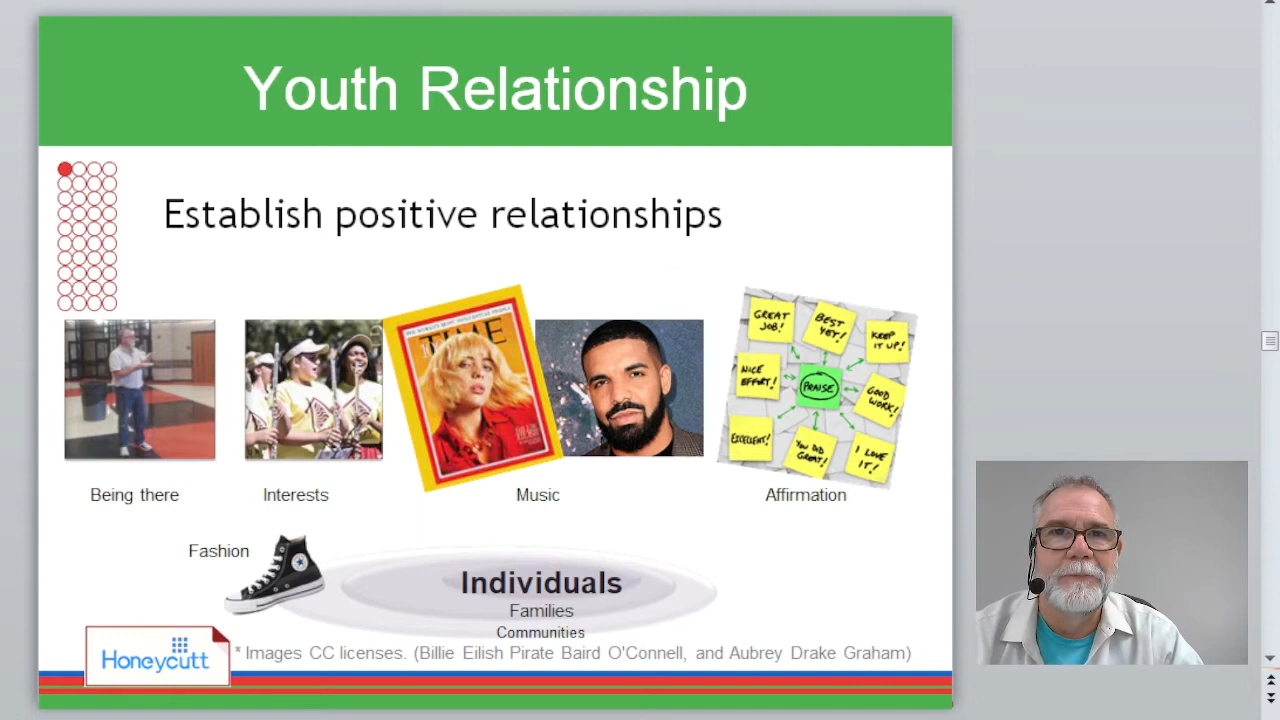 Youth Relationship
Establish positive relationships
TIME
GREAT
JOB!
BEST
YET!
KEEP
IT UP!
NICE
EFFORT!
PRAISE
GOOD
WORK!
EXCELLENT!
YOU DID
GREAT!
I LOVE
IT!
Being there
Interests
Music
Affirmation
Fashion
Individuals
Families
Communities
Honeycutt
* Images CC licenses. (Billie Eilish Pirate Baird O'Connell, and Aubrey Drake Graham)